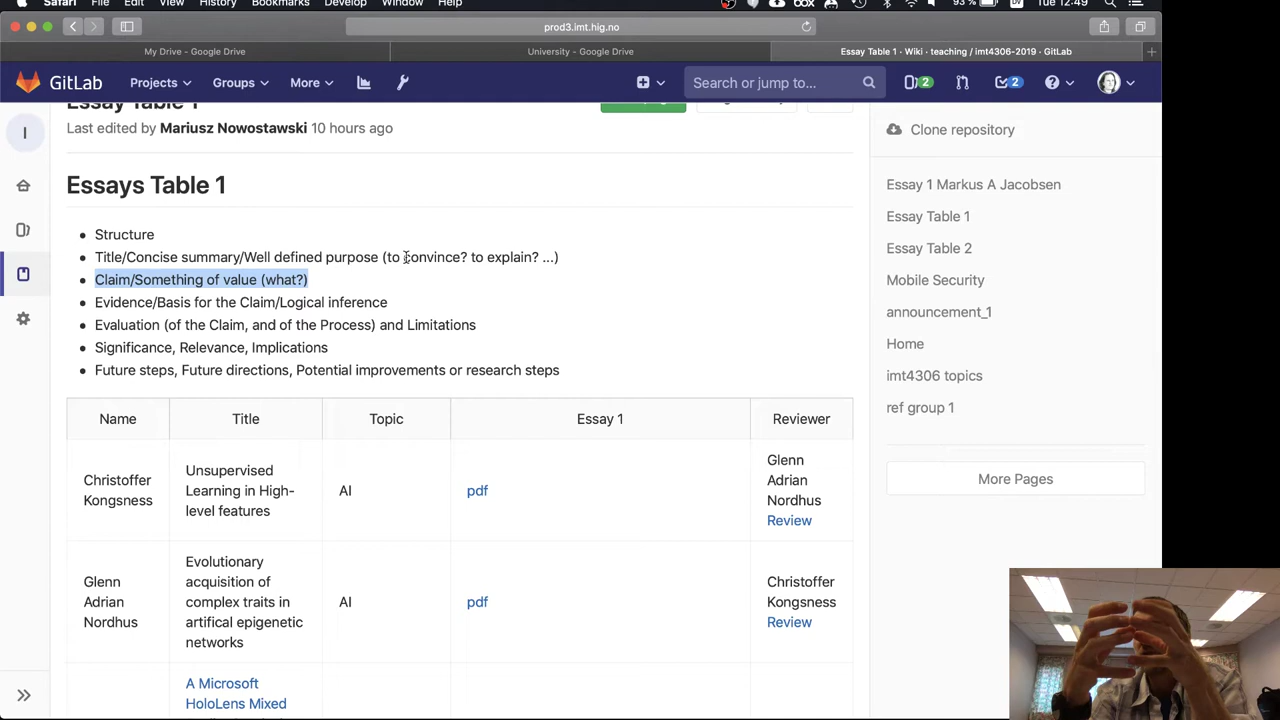 Safari File Edit View History Bookmarks Develop Window Help
93 % Tue 12.49
prod3.imt.hig.no
My Drive - Google Drive
University - Google Drive
Essay Table 1 · Wiki · teaching / imt4306-2019 · GitLab
GitLab Projects Groups More Search or jump to... 2 2
Essay Table 1
Last edited by Mariusz Nowostawski 10 hours ago
I
Essays Table 1
• Structure
• Title/Concise summary/Well defined purpose (to convince? to explain? ...)
• Claim/Something of value (what?)
• Evidence/Basis for the Claim/Logical inference
• Evaluation (of the Claim, and of the Process) and Limitations
• Significance, Relevance, Implications
• Future steps, Future directions, Potential improvements or research steps
Name Title Topic Essay 1 Reviewer
Christoffer
Kongsness
Unsupervised
Learning in High-
level features
AI
pdf
Glenn
Adrian
Nordhus
Review
Glenn
Adrian
Nordhus
Evolutionary
acquisition of
complex traits in
artifical epigenetic
networks
AI
pdf
Christoffer
Kongsness
Review
A Microsoft
HoloLens Mixed
Clone repository
Essay 1 Markus A Jacobsen
Essay Table 1
Essay Table 2
Mobile Security
announcement_1
Home
imt4306 topics
ref group 1
More Pages